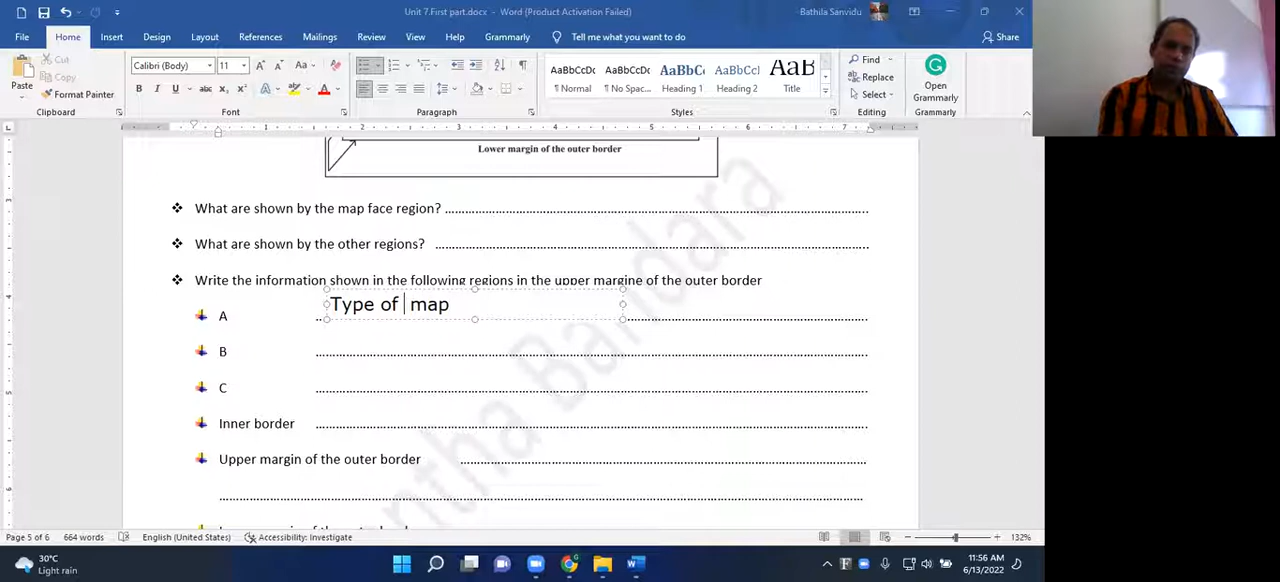 Unit 7.First part.docx - Word (Product Activation Failed)
Bathila Sanvidu
File Home Insert Design Layout References Mailings Review View Help Grammarly Tell me what you want to do Share
Paste
Cut
Copy
Format Painter
Clipboard
Calibri (Body) 11
Font
Paragraph
AaBbCcDc AaBbCcDc AaBbC AaBbCcI AaB
¶ Normal ¶ No Spac... Heading 1 Heading 2 Title
Styles
Find
Replace
Select
Editing
Open
Grammarly
Grammarly
Lower margin of the outer border
What are shown by the map face region?
What are shown by the other regions?
Write the information shown in the following regions in the upper margine of the outer border
Type of map
A
B
C
Inner border
Upper margin of the outer border
ntha Bandara
Page 5 of 6 664 words English (United States) Accessibility: Investigate 132%
30°C
Light rain
11:56 AM
6/13/2022